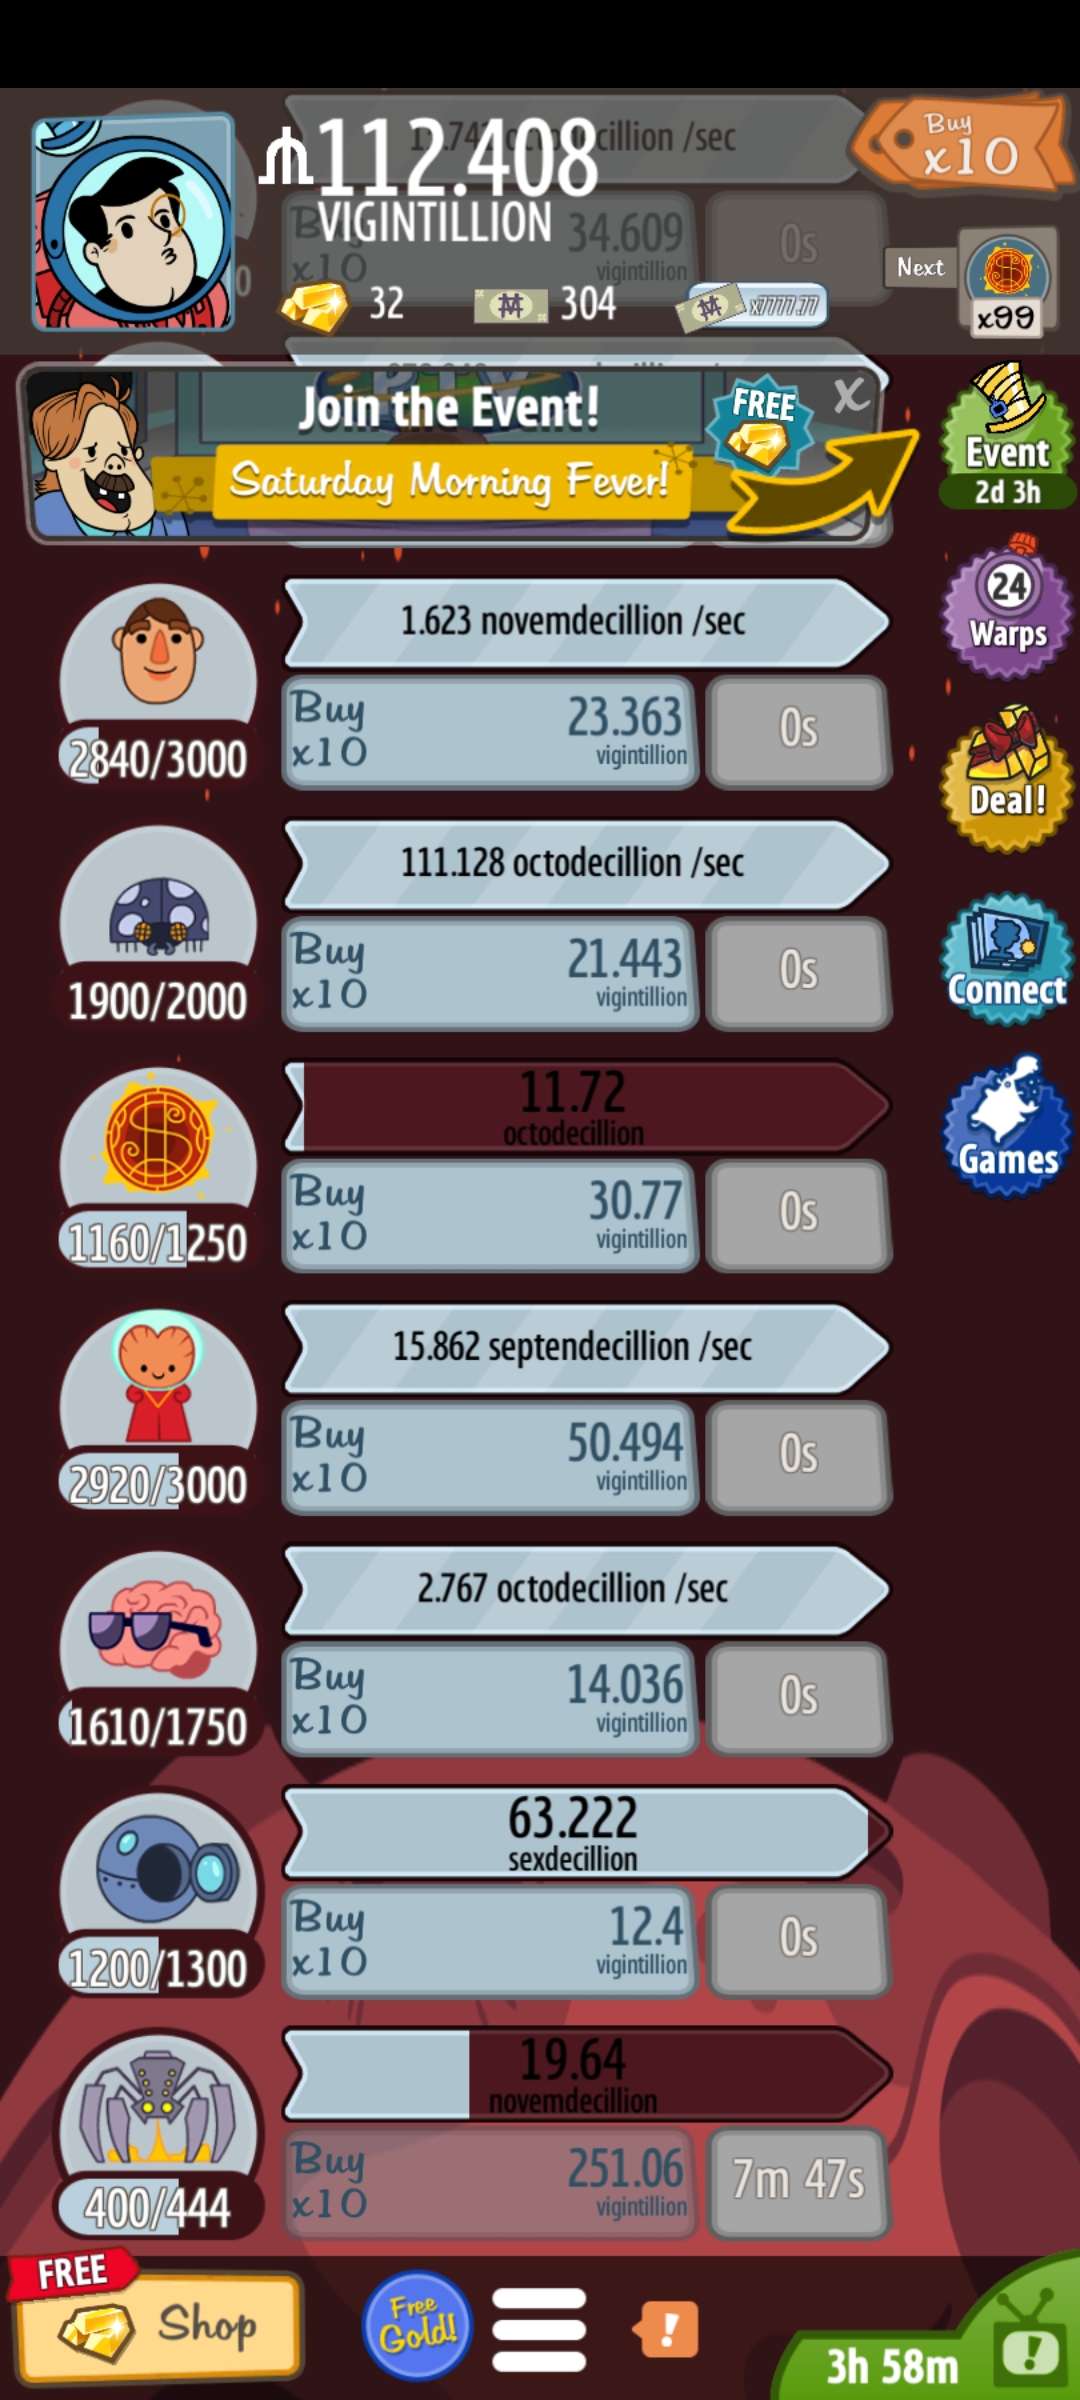 112.408
VIGINTILLION
Buy
x10
Buy
x10
34.609
vigintillion
0s
32
304
x7777.77
Next
x99
Join the Event!
Saturday Morning Fever!
FREE
X
Event
2d 3h
1.623 novemdecillion /sec
2840/3000
Buy
x10
23.363
vigintillion
0s
24
Warps
Deal!
111.128 octodecillion /sec
1900/2000
Buy
x10
21.443
vigintillion
0s
Connect
11.72
octodecillion
1160/1250
Buy
x10
30.77
vigintillion
0s
Games
15.862 septendecillion /sec
2920/3000
Buy
x10
50.494
vigintillion
0s
2.767 octodecillion /sec
1610/1750
Buy
x10
14.036
vigintillion
0s
63.222
sexdecillion
1200/1300
Buy
x10
12.4
vigintillion
0s
19.64
novemdecillion
400/444
Buy
x10
251.06
vigintillion
7m 47s
FREE
Shop
Free
Gold!
!
3h 58m
!